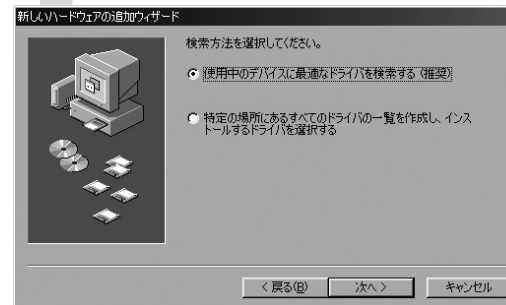 新しいハードウェアの追加ウィザード
検索方法を選択してください。
使用中のデバイスに最適なドライバを検索する（推奨）
特定の場所にあるすべてのドライバの一覧を作成し、インス
トールするドライバを選択する
< 戻る(B)
次へ >
キャンセル